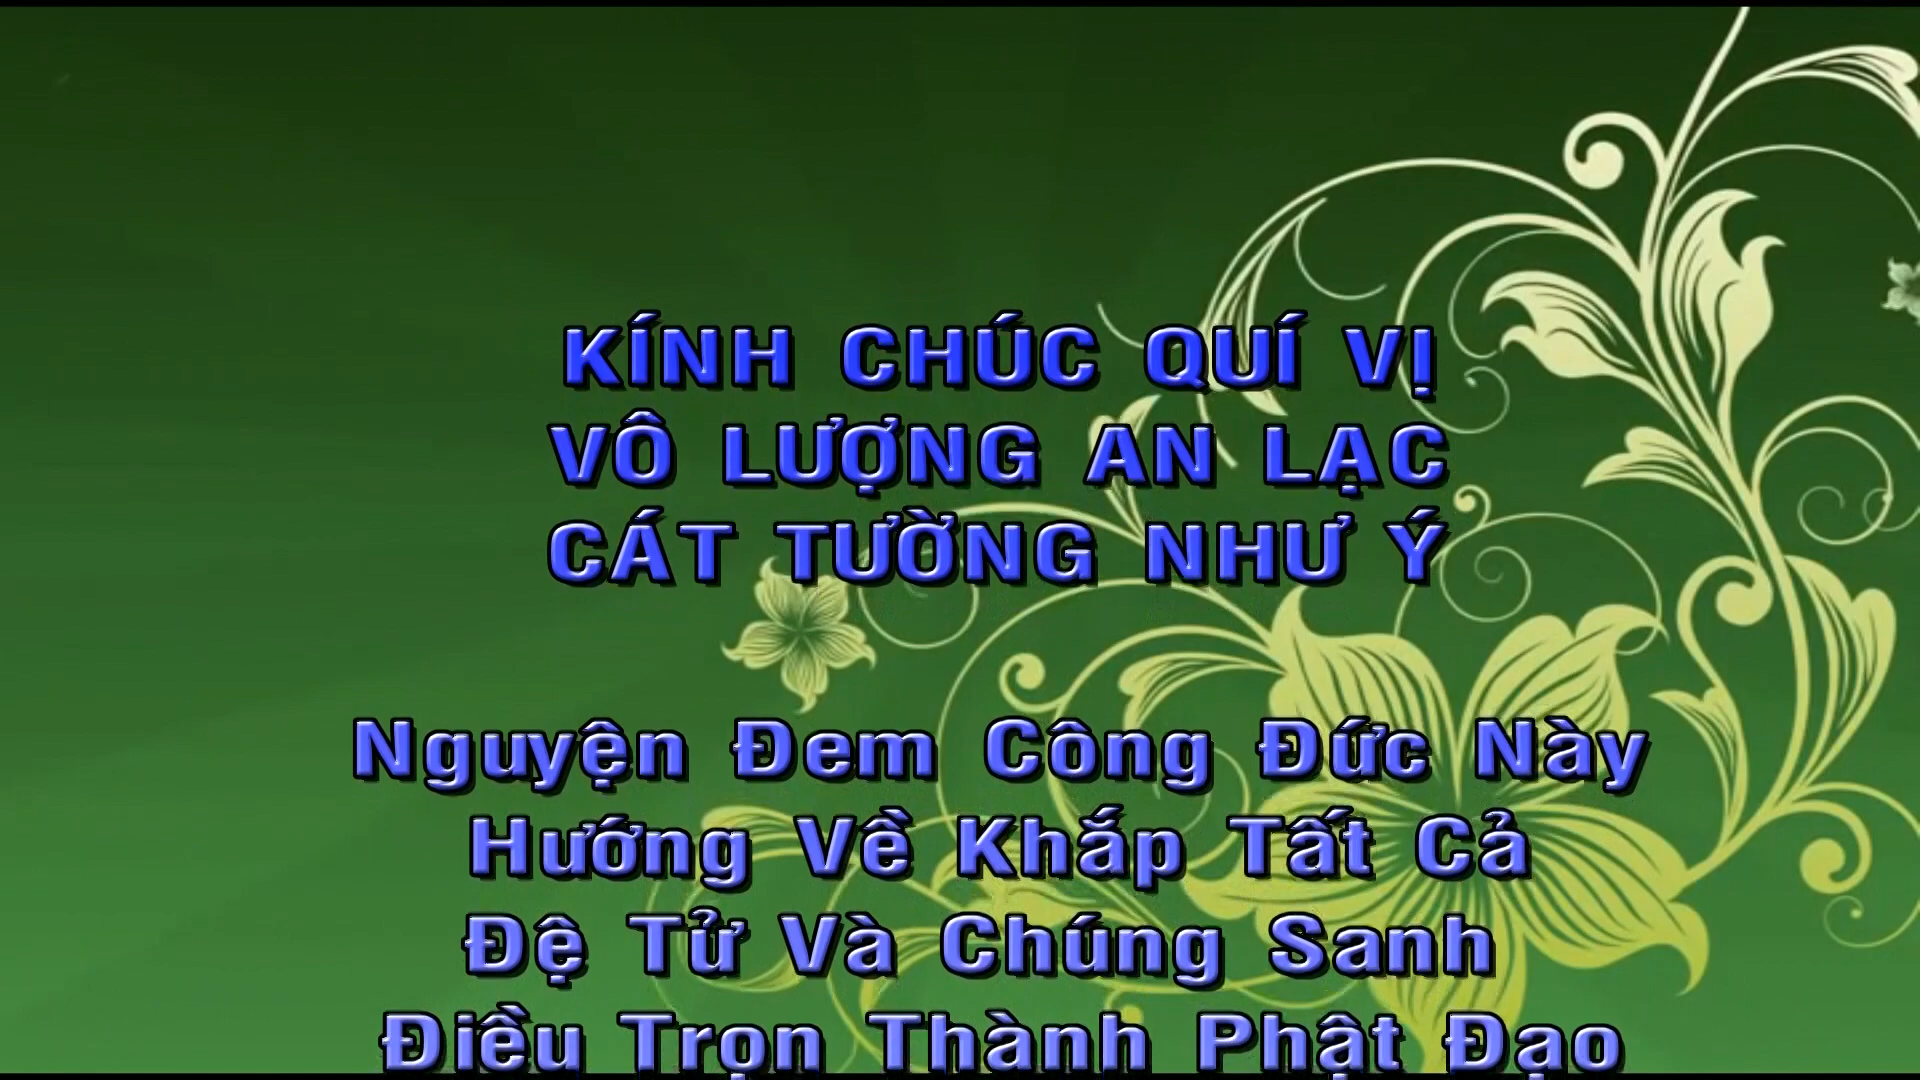 KÍNH CHÚC QUÍ VỊ
VÔ LƯỢNG AN LẠC
CÁT TƯỜNG NHƯ Ý
Nguyện Đem Công Đức Này
Hướng Về Khắp Tất Cả
Đệ Tử Và Chúng Sanh
Điều Trọn Thành Phật Đạo